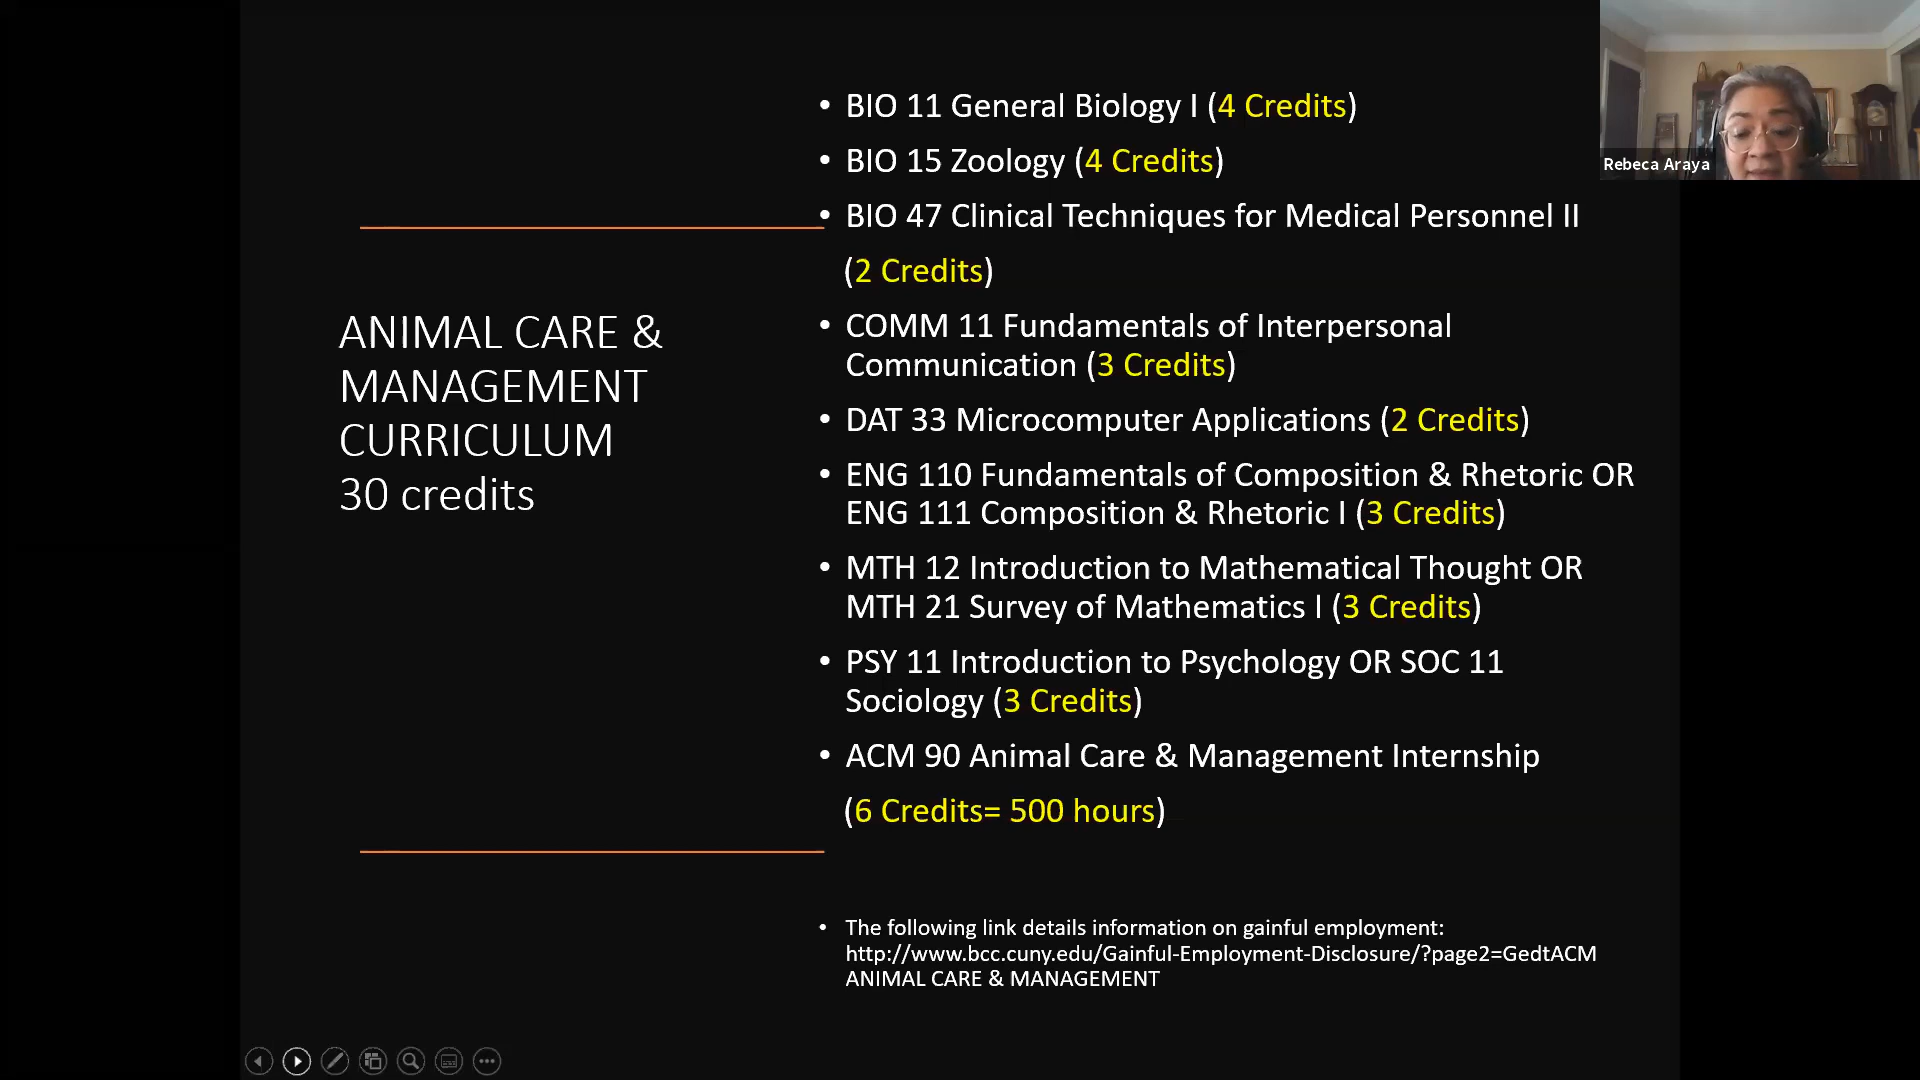 ANIMAL CARE &
MANAGEMENT
CURRICULUM
30 credits
• BIO 11 General Biology I (4 Credits)
• BIO 15 Zoology (4 Credits)
• BIO 47 Clinical Techniques for Medical Personnel II
(2 Credits)
• COMM 11 Fundamentals of Interpersonal
Communication (3 Credits)
• DAT 33 Microcomputer Applications (2 Credits)
• ENG 110 Fundamentals of Composition & Rhetoric OR
ENG 111 Composition & Rhetoric I (3 Credits)
• MTH 12 Introduction to Mathematical Thought OR
MTH 21 Survey of Mathematics I (3 Credits)
• PSY 11 Introduction to Psychology OR SOC 11
Sociology (3 Credits)
• ACM 90 Animal Care & Management Internship
(6 Credits= 500 hours)
• The following link details information on gainful employment:
http://www.bcc.cuny.edu/Gainful-Employment-Disclosure/?page2=GedtACM
ANIMAL CARE & MANAGEMENT
Rebeca Araya